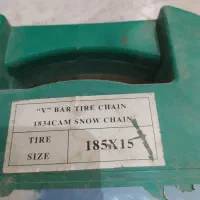 "V" BAR TIRE CHAIN
1834CAM SNOW CHAIN
TIRE
SIZE
185X15